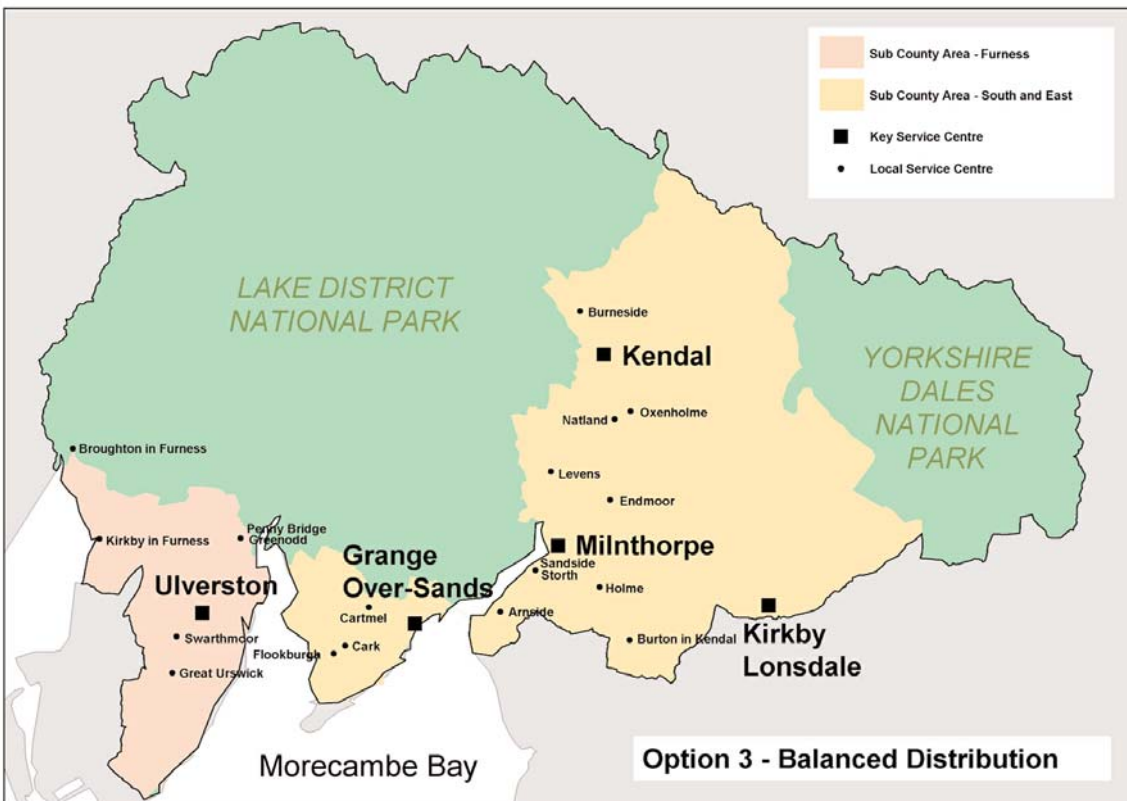 Sub County Area - Furness
Sub County Area - South and East
Key Service Centre
Local Service Centre
LAKE DISTRICT
NATIONAL PARK
YORKSHIRE
DALES
NATIONAL
PARK
Burneside
Kendal
Oxenholme
Natland
Levens
Endmoor
Broughton in Furness
Kirkby in Furness
Penny Bridge
Greenodd
Grange
Over-Sands
Milnthorpe
Sandside
Storth
Holme
Ulverston
Cartmel
Arnside
Swarthmoor
Flookburgh
Cark
Burton in Kendal
Kirkby
Lonsdale
Great Urswick
Morecambe Bay
Option 3 - Balanced Distribution